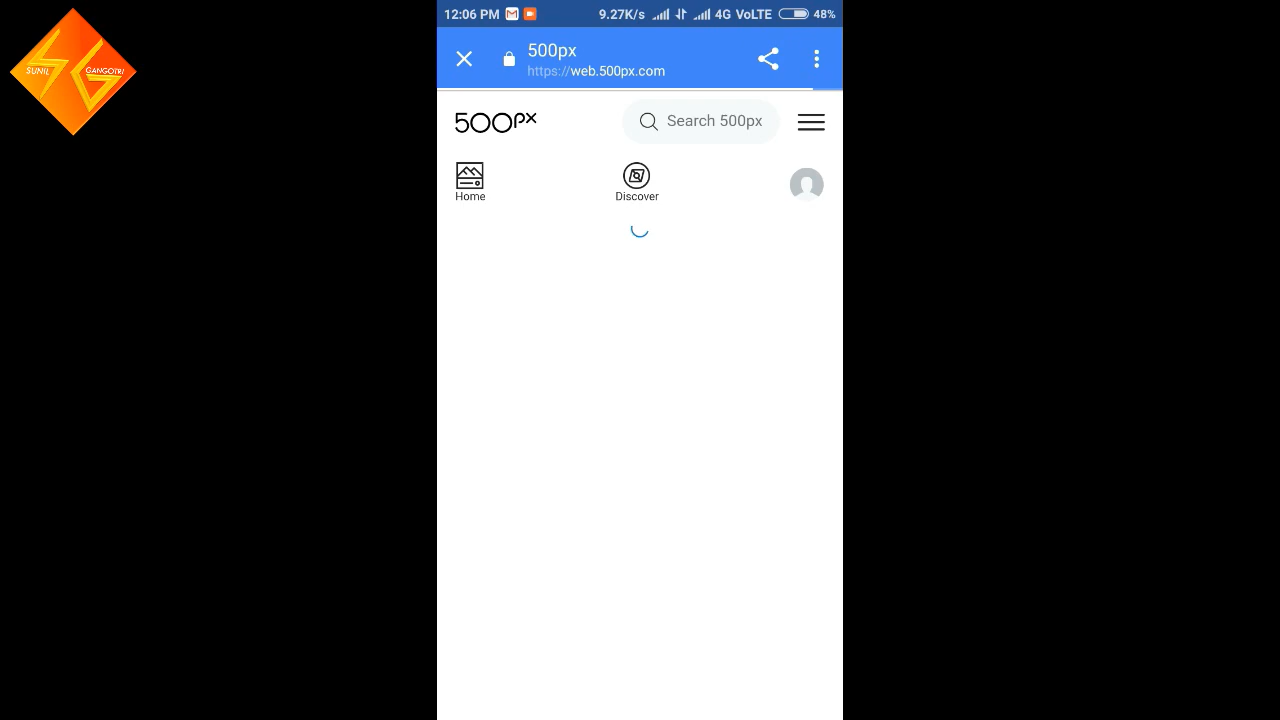 SUNIL GANGOTRI
12:06 PM 9.27K/s 4G VoLTE 48%
500px
https://web.500px.com
500px Search 500px
Home Discover